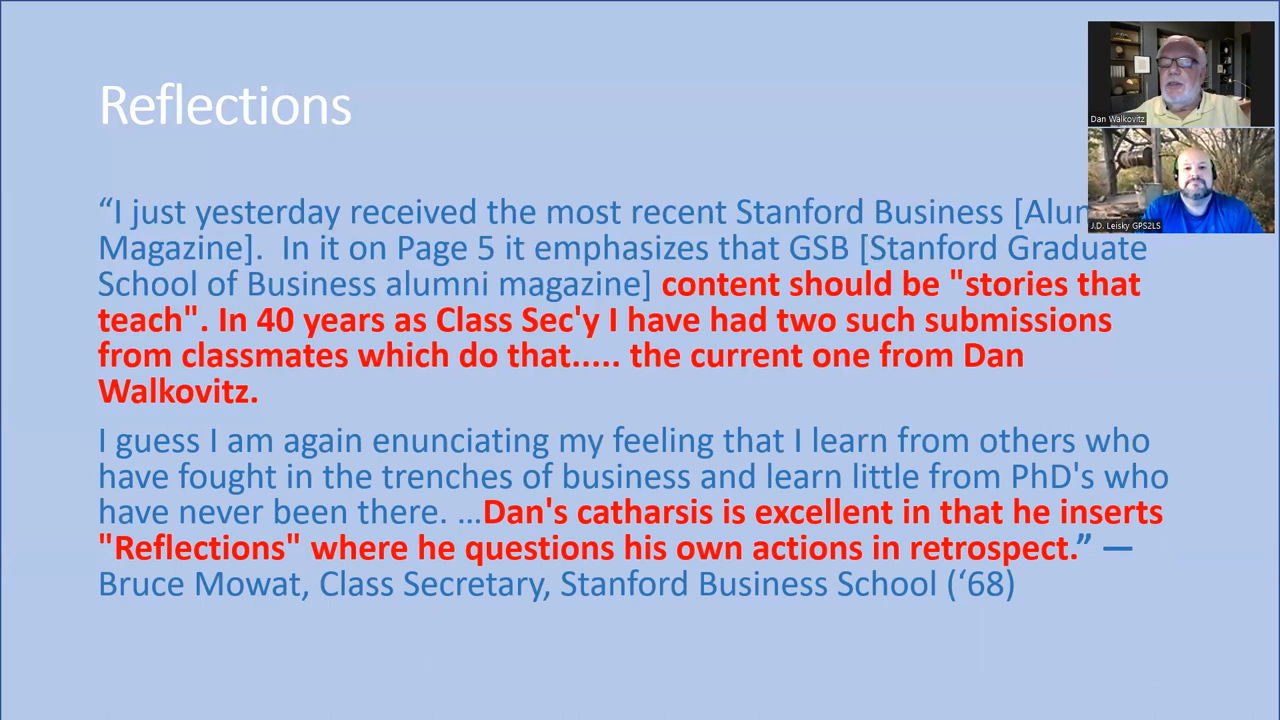 Reflections
“I just yesterday received the most recent Stanford Business [Alum
Magazine].  In it on Page 5 it emphasizes that GSB [Stanford Graduate
School of Business alumni magazine] content should be "stories that
teach". In 40 years as Class Sec'y I have had two such submissions
from classmates which do that..... the current one from Dan
Walkovitz.
I guess I am again enunciating my feeling that I learn from others who
have fought in the trenches of business and learn little from PhD's who
have never been there. …Dan's catharsis is excellent in that he inserts
"Reflections" where he questions his own actions in retrospect.” —
Bruce Mowat, Class Secretary, Stanford Business School (‘68)
Dan Walkovitz
J.D. Leisky GPS2LS